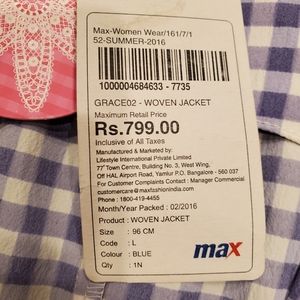 Max-Women Wear/161/7/1
52-SUMMER-2016
1000004684633 - 7735
GRACE02 - WOVEN JACKET
Maximum Retail Price
Rs.799.00
Inclusive of All Taxes
Manufactured & Marketed by:
Lifestyle International Private Limited
77° Town Centre, Building No. 3, West Wing,
Off HAL Airport Road, Yamlur P.O. Bangalore - 560 037
For Customer Complaints Contact : Manager Commercial
customercare@maxfashionindia.com
Phone : 1800-419-4455
Month/Year Packed : 02/2016
Product : WOVEN JACKET
Size : 96 CM
Code : L
Colour : BLUE
Qty : 1N
max